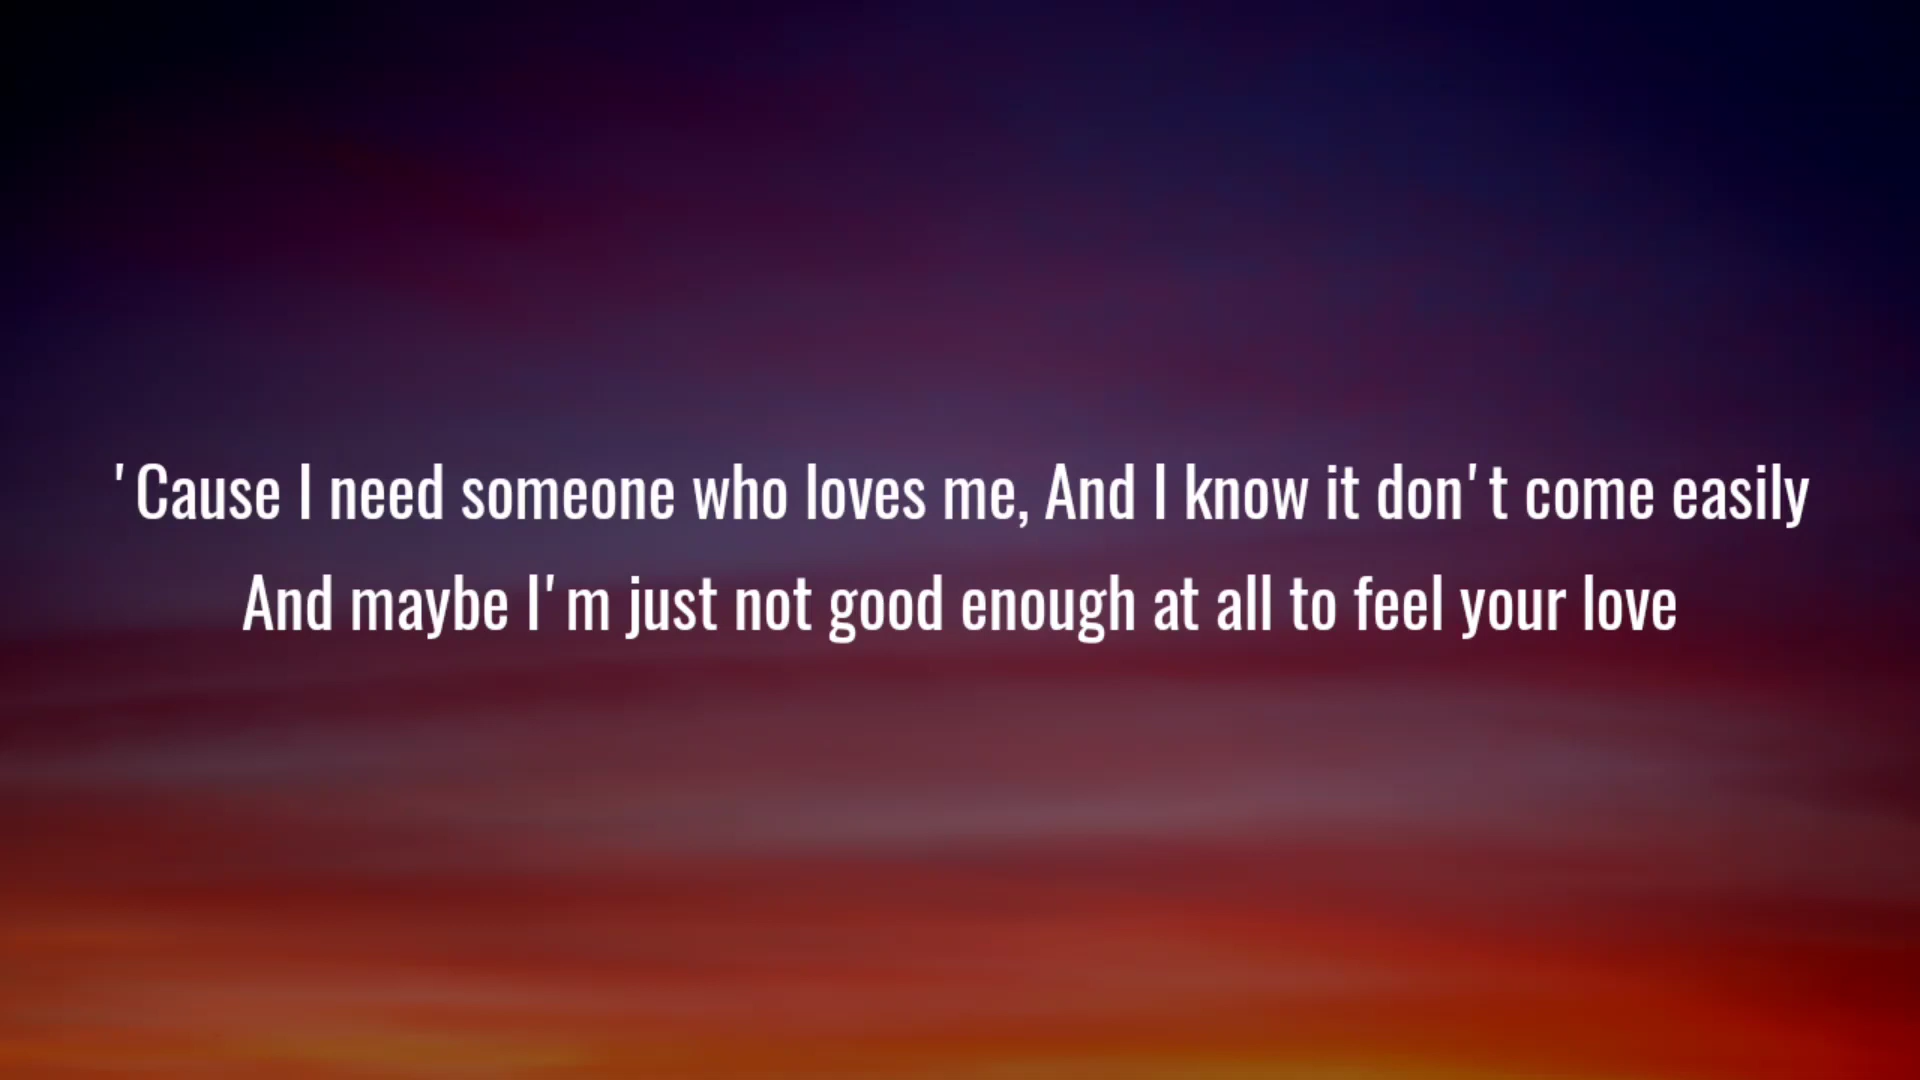 'Cause I need someone who loves me, And I know it don't come easily
And maybe I'm just not good enough at all to feel your love